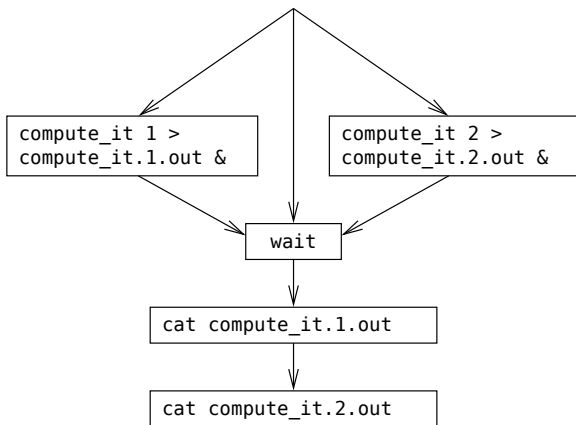 compute_it 1 >
compute_it.1.out &
compute_it 2 >
compute_it.2.out &
wait
cat compute_it.1.out
cat compute_it.2.out